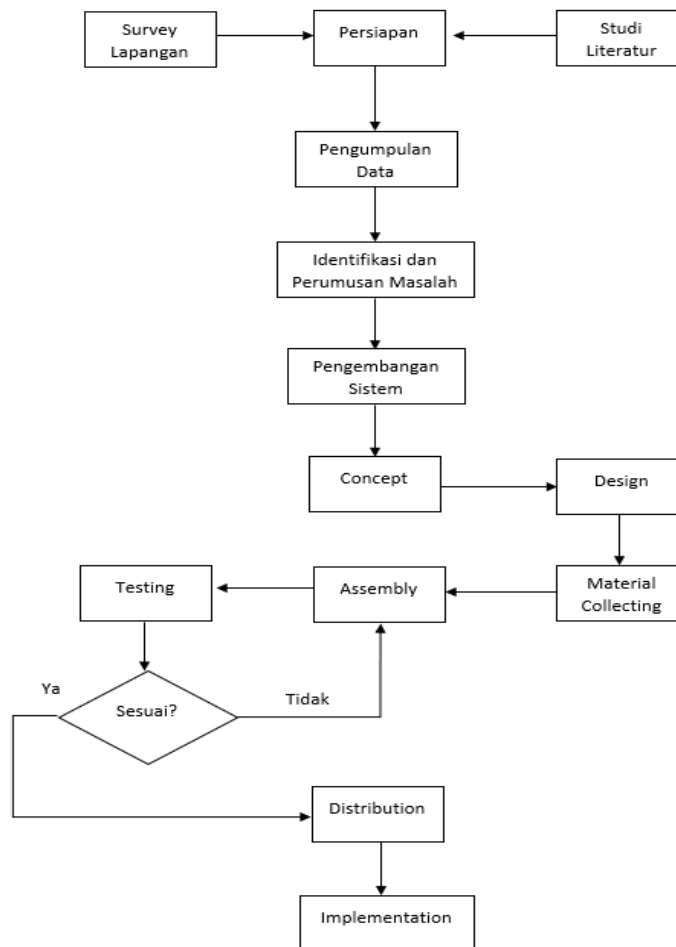 Survey
Lapangan
Persiapan
Studi
Literatur
Pengumpulan
Data
Identifikasi dan
Perumusan Masalah
Pengembangan
Sistem
Concept
Design
Testing
Assembly
Material
Collecting
Ya
Sesuai?
Tidak
Distribution
Implementation